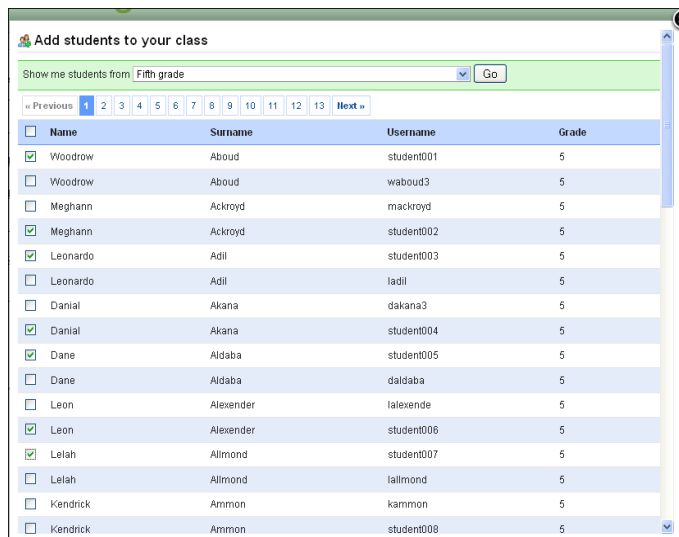 Add students to your class
Show me students from Fifth grade Go
« Previous 1 2 3 4 5 6 7 8 9 10 11 12 13 Next »
Name Surname Username Grade
Woodrow Aboud student001 5
Woodrow Aboud waboud3 5
Meghann Ackroyd mackroyd 5
Meghann Ackroyd student002 5
Leonardo Adil student003 5
Leonardo Adil ladil 5
Danial Akana dakana3 5
Danial Akana student004 5
Dane Aldaba student005 5
Dane Aldaba daldaba 5
Leon Alexender lalexende 5
Leon Alexender student006 5
Lelah Allmond student007 5
Lelah Allmond lallmond 5
Kendrick Ammon kammon 5
Kendrick Ammon student008 5